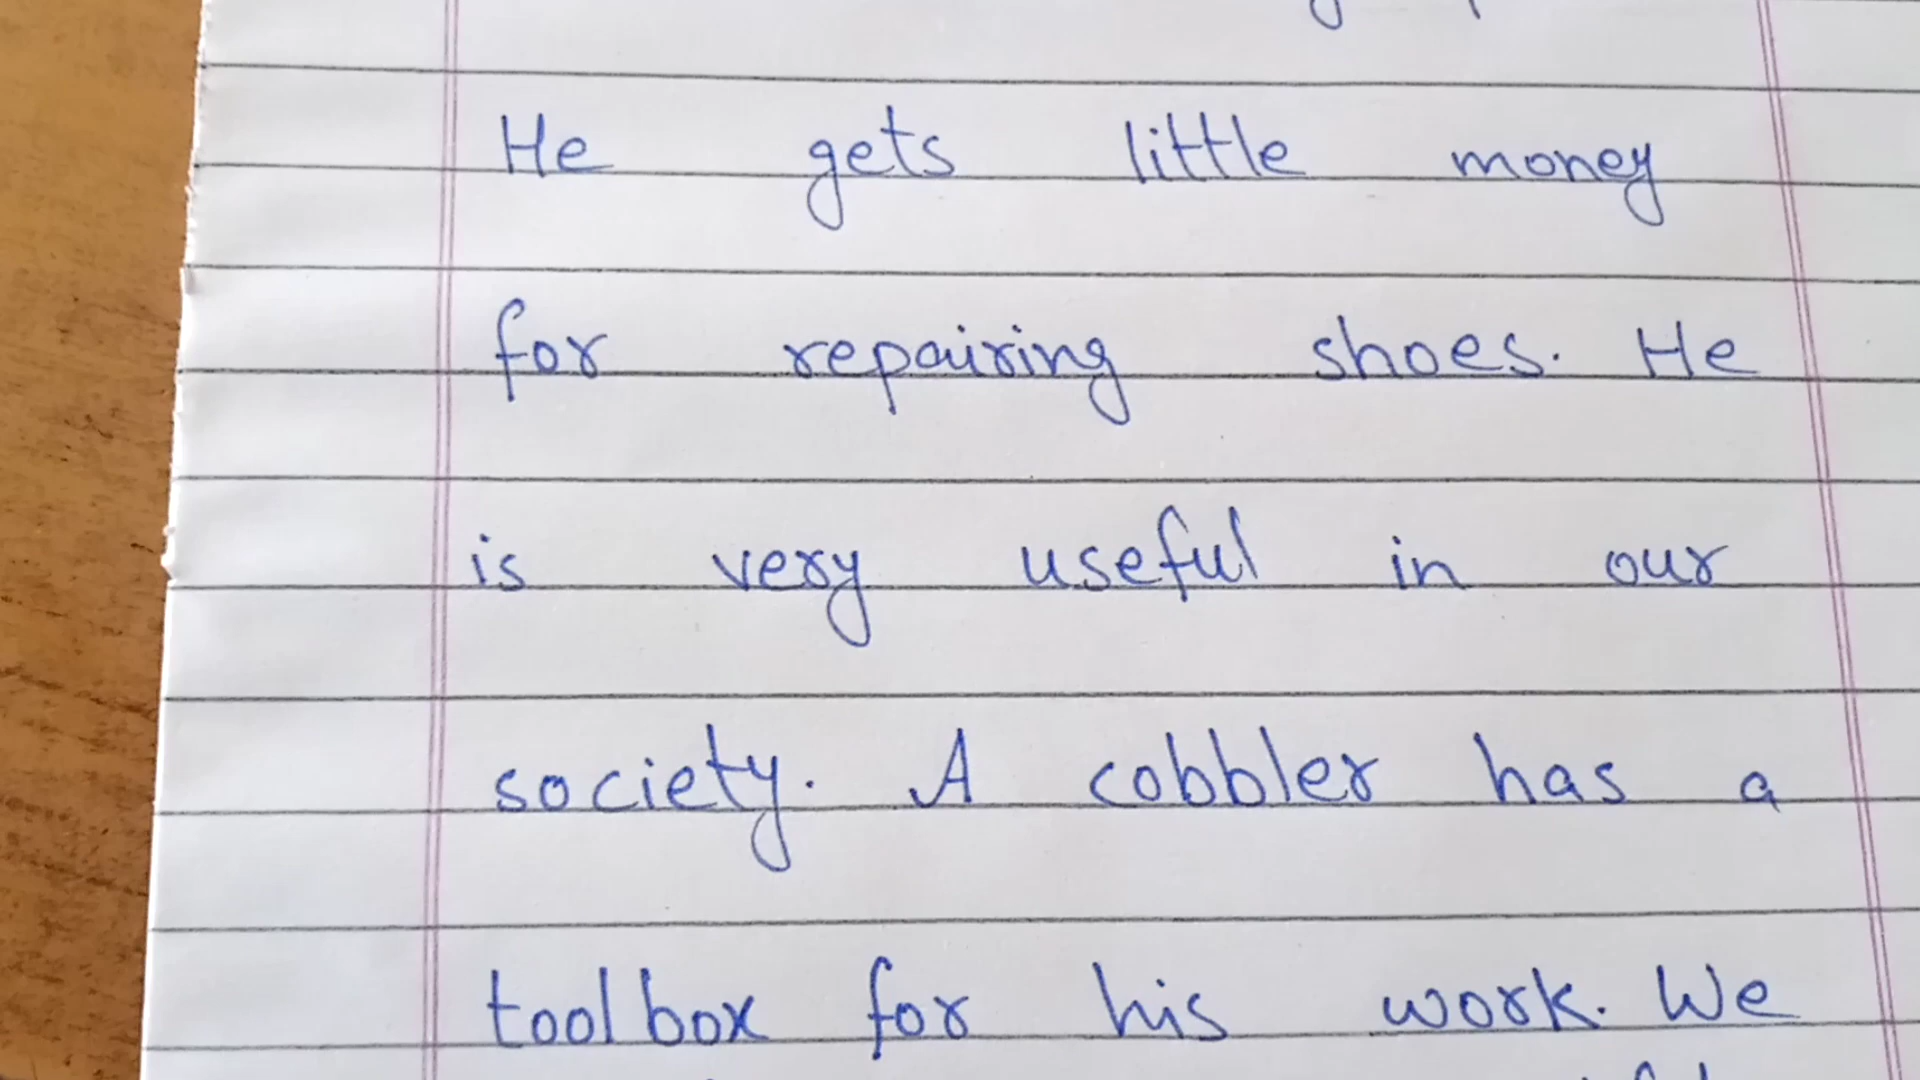 He gets little money
for repairing shoes. He
is very useful in our
society. A cobbler has a
toolbox for his work. We